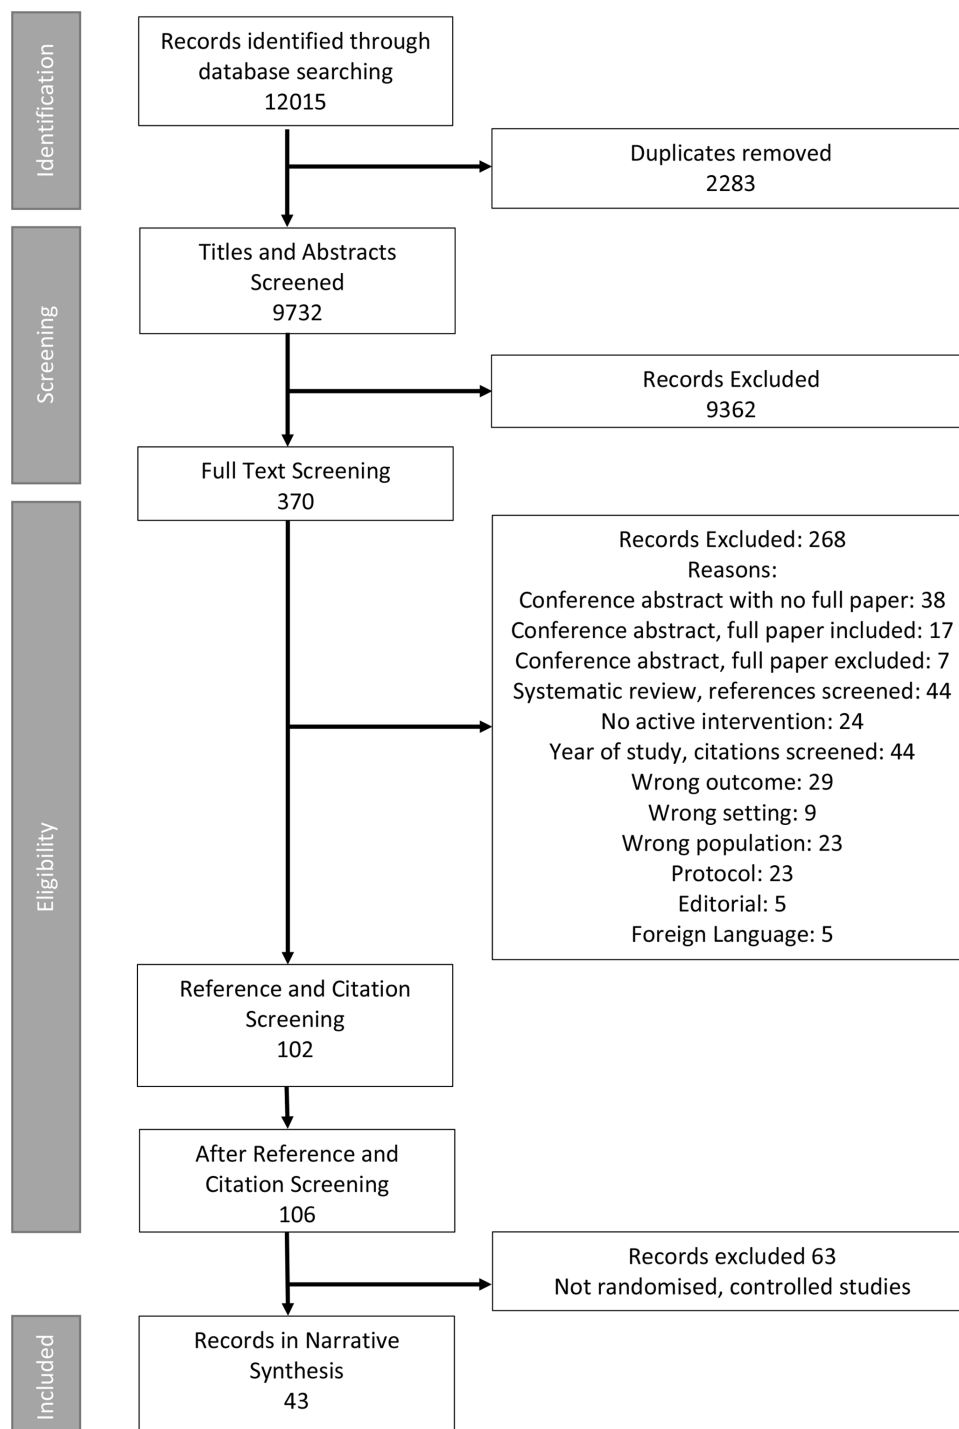 Identification
Records identified through
database searching
12015
Duplicates removed
2283
Screening
Titles and Abstracts
Screened
9732
Records Excluded
9362
Full Text Screening
370
Eligibility
Records Excluded: 268
Reasons:
Conference abstract with no full paper: 38
Conference abstract, full paper included: 17
Conference abstract, full paper excluded: 7
Systematic review, references screened: 44
No active intervention: 24
Year of study, citations screened: 44
Wrong outcome: 29
Wrong setting: 9
Wrong population: 23
Protocol: 23
Editorial: 5
Foreign Language: 5
Reference and Citation
Screening
102
After Reference and
Citation Screening
106
Records excluded 63
Not randomised, controlled studies
Included
Records in Narrative
Synthesis
43